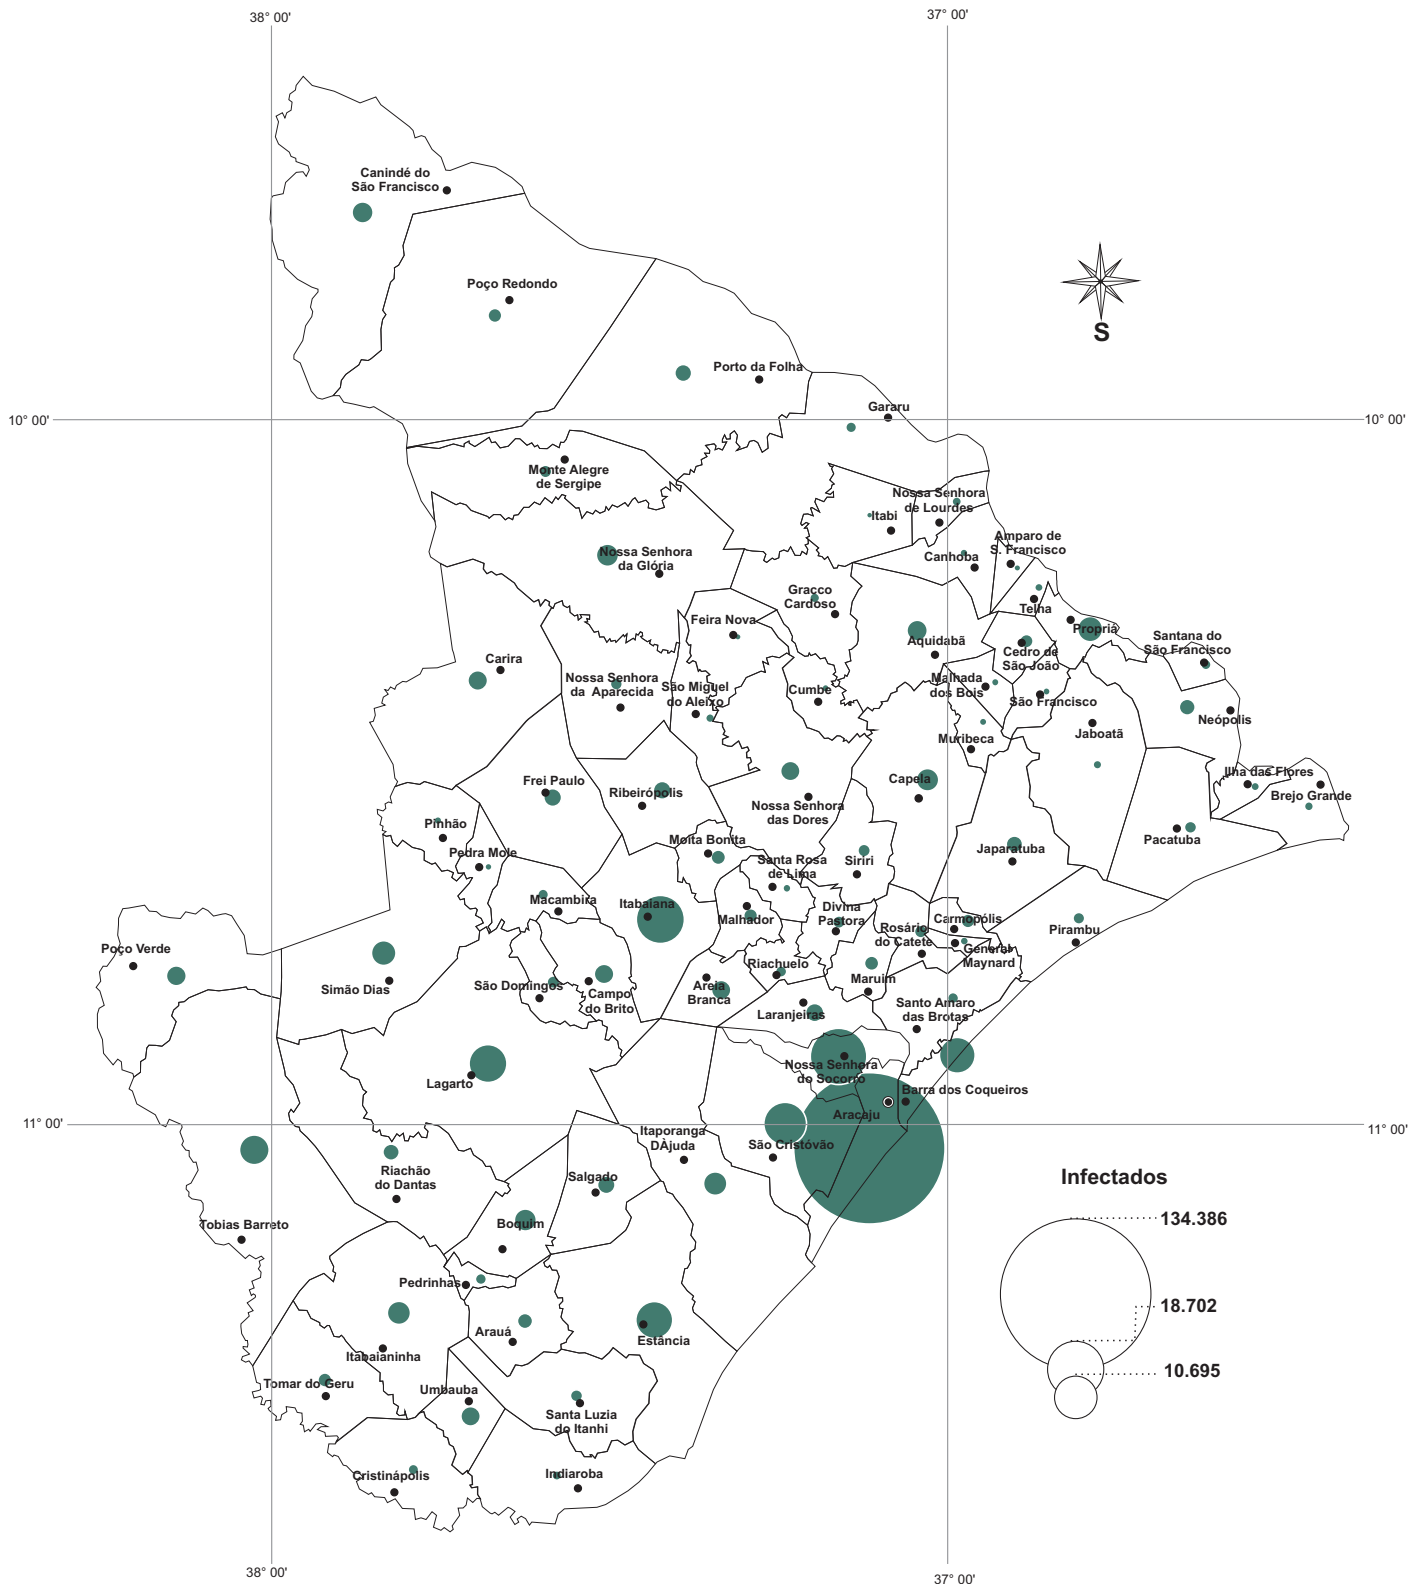 38° 00'
37° 00'
Canindé do
São Francisco
Poço Redondo
S
Porto da Folha
Gararu
10° 00'
10° 00'
Monte Alegre
de Sergipe
Nossa Senhora
de Lourdes
Itabi
Amparo de
S. Francisco
Canhoba
Nossa Senhora
da Glória
Gracco
Cardoso
Telha
Feira Nova
Propriá
Santana do
São Francisco
Aquidabã
Cedro de
São João
Carira
Nossa Senhora
da Aparecida
São Miguel
do Aleixo
Cumbe
Malhada
dos Bois
São Francisco
Neópolis
Jaboatã
Muribeca
Frei Paulo
Ribeirópolis
Capela
Ilha das Flores
Brejo Grande
Nossa Senhora
das Dores
Pinhão
Moita Bonita
Pacatuba
Pedra Mole
Santa Rosa
de Lima
Siriri
Japaratuba
Macambira
Itabaiana
Malhador
Divina
Pastora
Carmopólis
Rosário
do Catete
Pirambu
General
Maynard
Poço Verde
Simão Dias
São Domingos
Campo
do Brito
Areia
Branca
Riachuelo
Maruim
Laranjeiras
Santo Amaro
das Brotas
Lagarto
Nossa Senhora
do Socorro
Barra dos Coqueiros
Aracaju
11° 00'
11° 00'
Itaporanga
DÀjuda
São Cristóvão
Riachão
do Dantas
Salgado
Infectados
Tobias Barreto
Boquim
134.386
Pedrinhas
18.702
Arauá
Estância
Itabaianinha
10.695
Tomar do Geru
Umbauba
Santa Luzia
do Itanhi
Cristinápolis
Indiaroba
38° 00'
37° 00'